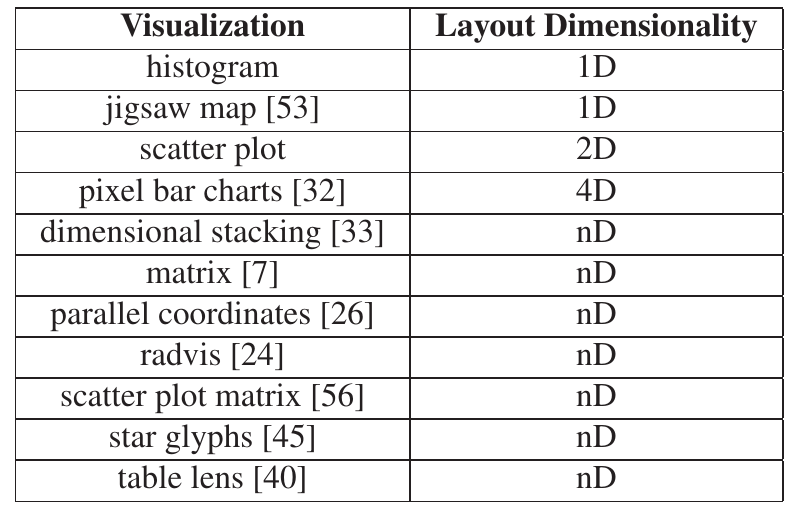 Visualization Layout Dimensionality
histogram 1D
jigsaw map [53] 1D
scatter plot 2D
pixel bar charts [32] 4D
dimensional stacking [33] nD
matrix [7] nD
parallel coordinates [26] nD
radvis [24] nD
scatter plot matrix [56] nD
star glyphs [45] nD
table lens [40] nD